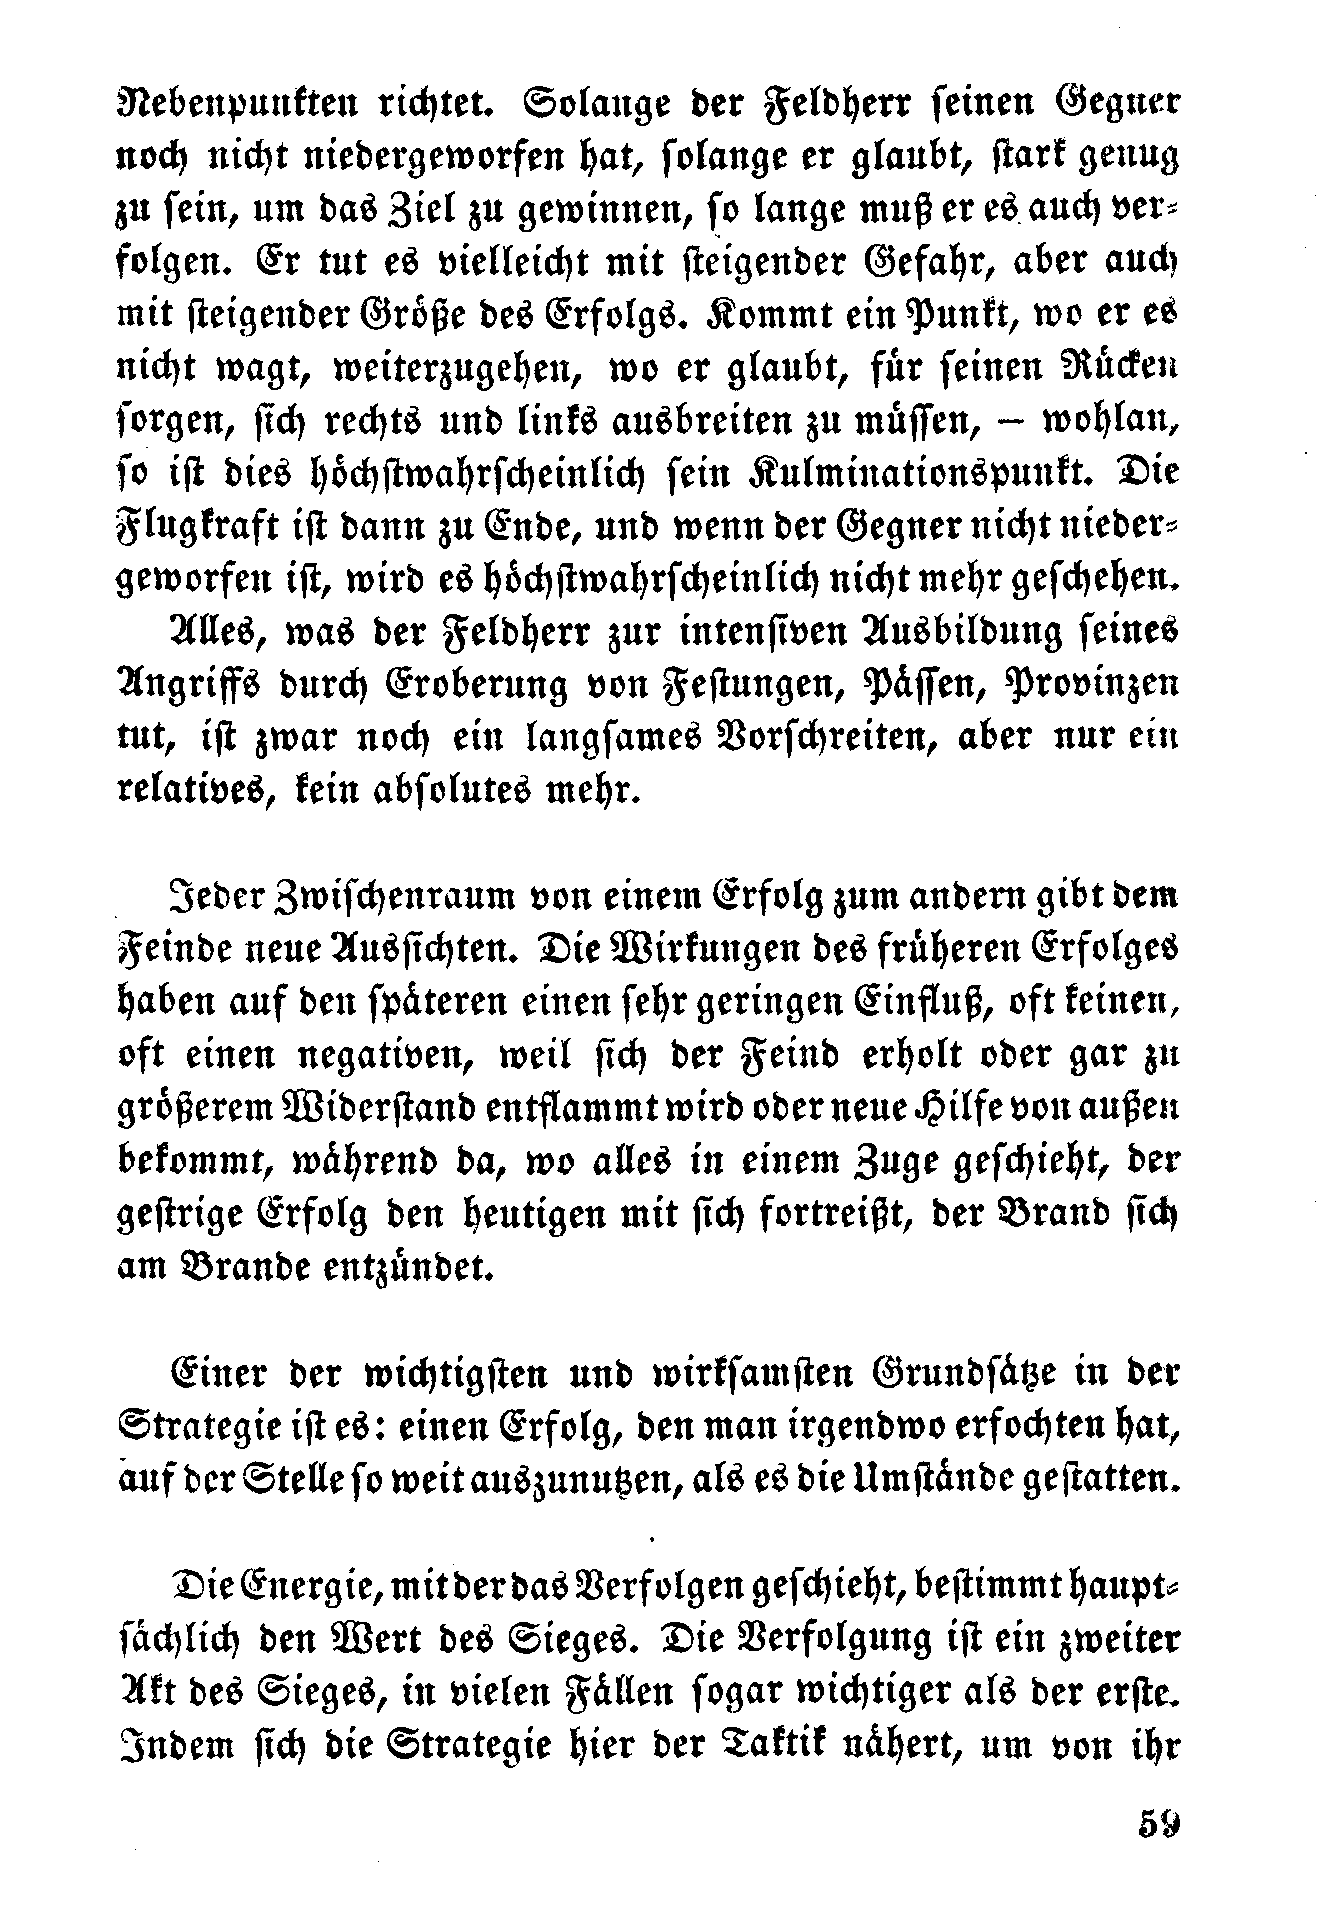 Nebenpunkten richtet. Solange der Feldherr seinen Gegner
noch nicht niedergeworfen hat, solange er glaubt, stark genug
zu sein, um das Ziel zu gewinnen, so lange muß er es auch ver-
folgen. Er tut es vielleicht mit steigender Gefahr, aber auch
mit steigender Größe des Erfolgs. Kommt ein Punkt, wo er es
nicht wagt, weiterzugehen, wo er glaubt, für seinen Rücken
sorgen, sich rechts und links ausbreiten zu müssen, – wohlan,
so ist dies höchstwahrscheinlich sein Kulminationspunkt. Die
Flugkraft ist dann zu Ende, und wenn der Gegner nicht nieder-
geworfen ist, wird es höchstwahrscheinlich nicht mehr geschehen.
Alles, was der Feldherr zur intensiven Ausbildung seines
Angriffs durch Eroberung von Festungen, Pässen, Provinzen
tut, ist zwar noch ein langsames Vorschreiten, aber nur ein
relatives, kein absolutes mehr.
Jeder Zwischenraum von einem Erfolg zum andern gibt dem
Feinde neue Aussichten. Die Wirkungen des früheren Erfolges
haben auf den späteren einen sehr geringen Einfluß, oft keinen,
oft einen negativen, weil sich der Feind erholt oder gar zu
größerem Widerstand entflammt wird oder neue Hilfe von außen
bekommt, während da, wo alles in einem Zuge geschieht, der
gestrige Erfolg den heutigen mit sich fortreißt, der Brand sich
am Brande entzündet.
Einer der wichtigsten und wirksamsten Grundsätze in der
Strategie ist es: einen Erfolg, den man irgendwo erfochten hat,
auf der Stelle so weit auszunutzen, als es die Umstände gestatten.
Die Energie, mit der das Verfolgen geschieht, bestimmt haupt-
sächlich den Wert des Sieges. Die Verfolgung ist ein zweiter
Akt des Sieges, in vielen Fällen sogar wichtiger als der erste.
Indem sich die Strategie hier der Taktik nähert, um von ihr
59